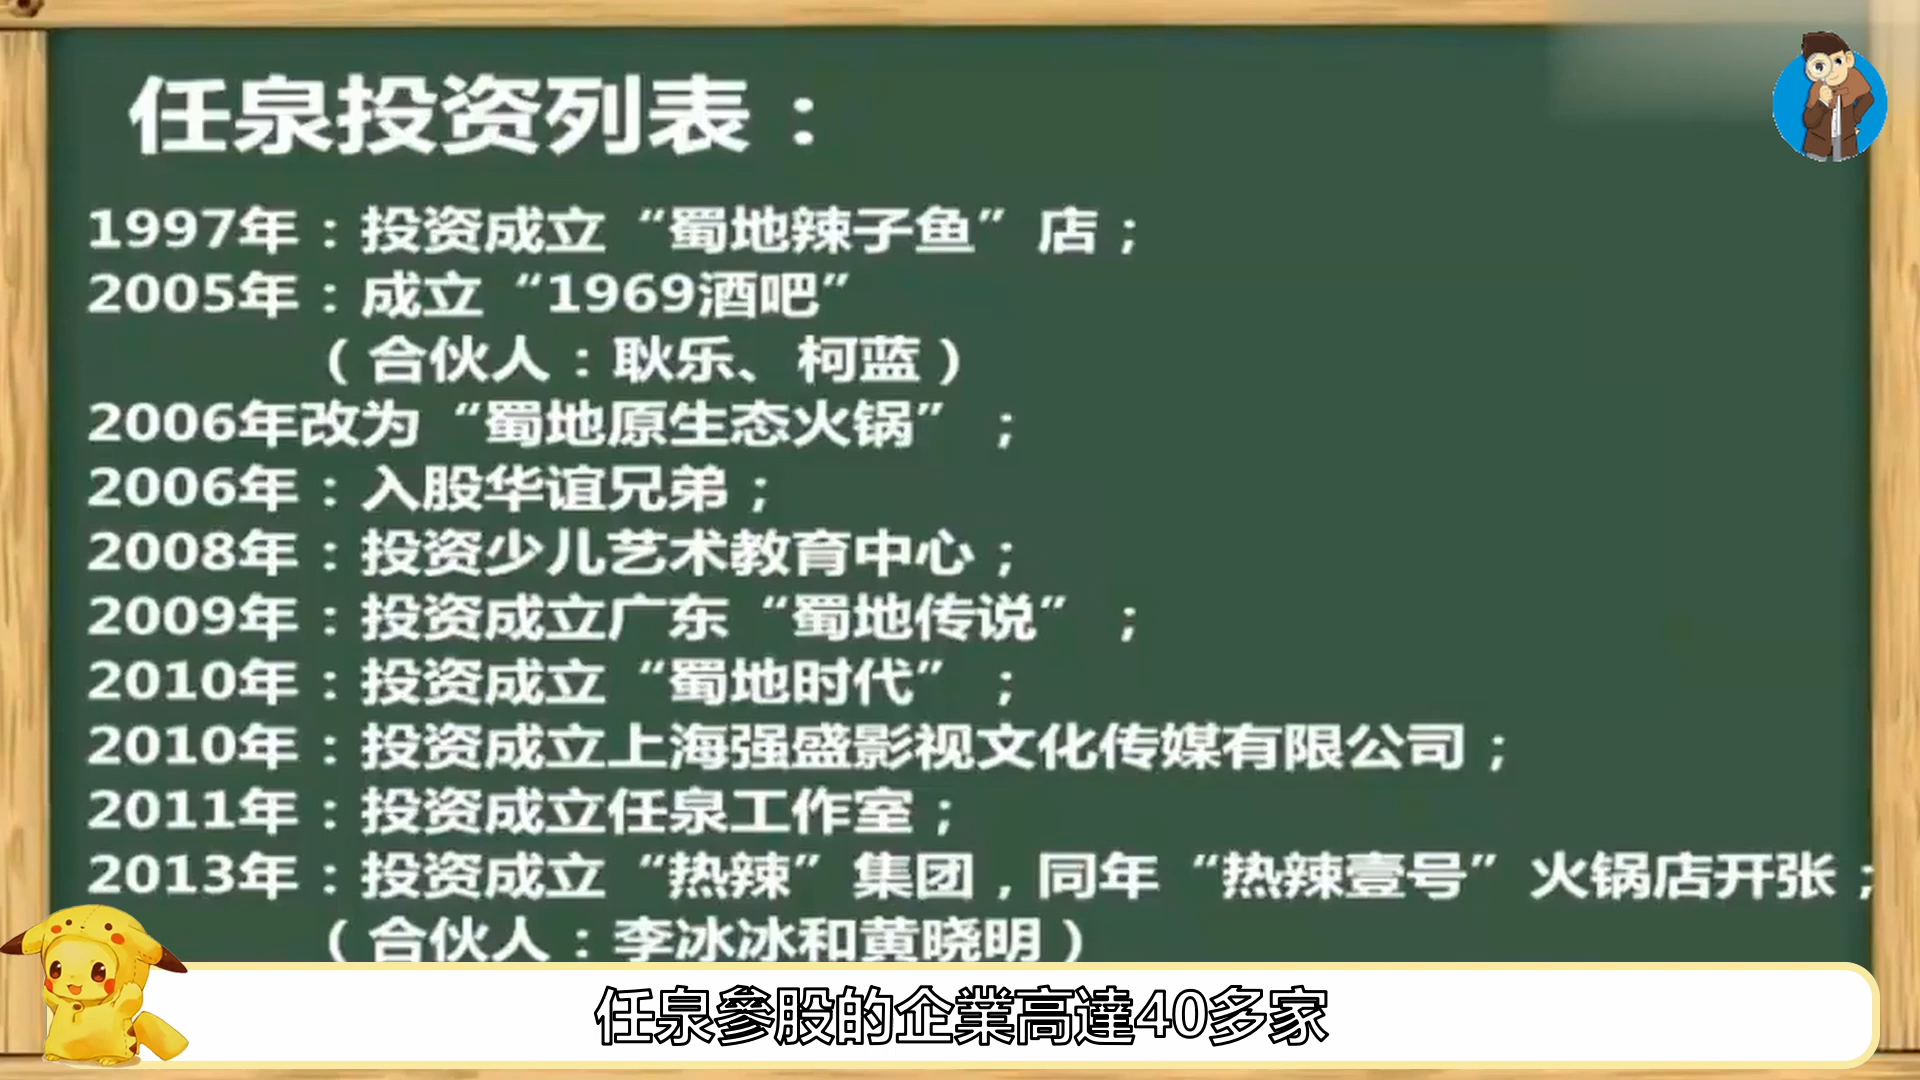 任泉投资列表：
1997年：投资成立“蜀地辣子鱼”店；
2005年：成立“1969酒吧”
（合伙人：耿乐、柯蓝）
2006年改为“蜀地原生态火锅”；
2006年：入股华谊兄弟；
2008年：投资少儿艺术教育中心；
2009年：投资成立广东“蜀地传说”；
2010年：投资成立“蜀地时代”；
2010年：投资成立上海强盛影视文化传媒有限公司；
2011年：投资成立任泉工作室；
2013年：投资成立“热辣”集团，同年“热辣壹号”火锅店开张；
（合伙人：李冰冰和黄晓明）
任泉參股的企業高達40多家